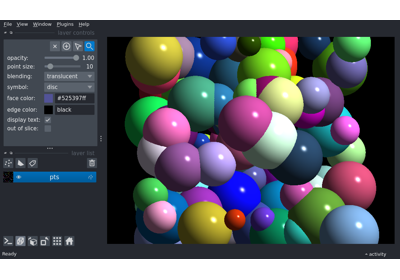 File View Window Plugins Help
layer controls
opacity: 1.00
point size: 10
blending: translucent
symbol: disc
face color: #525397ff
edge color: black
display text:
out of slice:
layer list
pts
Ready
activity